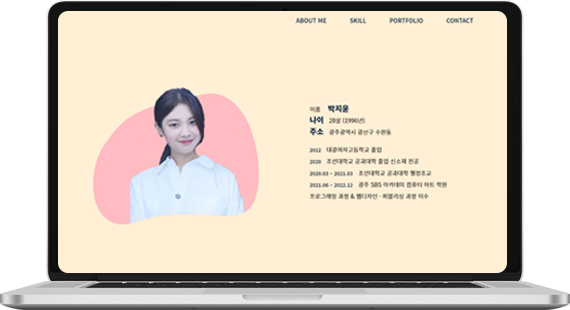 ABOUT ME SKILL PORTFOLIO CONTACT
이름 박지윤
나이 28살 (1996년)
주소 광주광역시 광산구 수완동
2012 대광여자고등학교 졸업
2020 조선대학교 공과대학 졸업 신소재 전공
2020.03 - 2021.03 조선대학교 공과대학 행정조교
2021.06 - 2022.12 광주 SBS 아카데미 컴퓨터 아트 학원
프로그래밍 과정 & 웹디자인 · 퍼블리싱 과정 이수